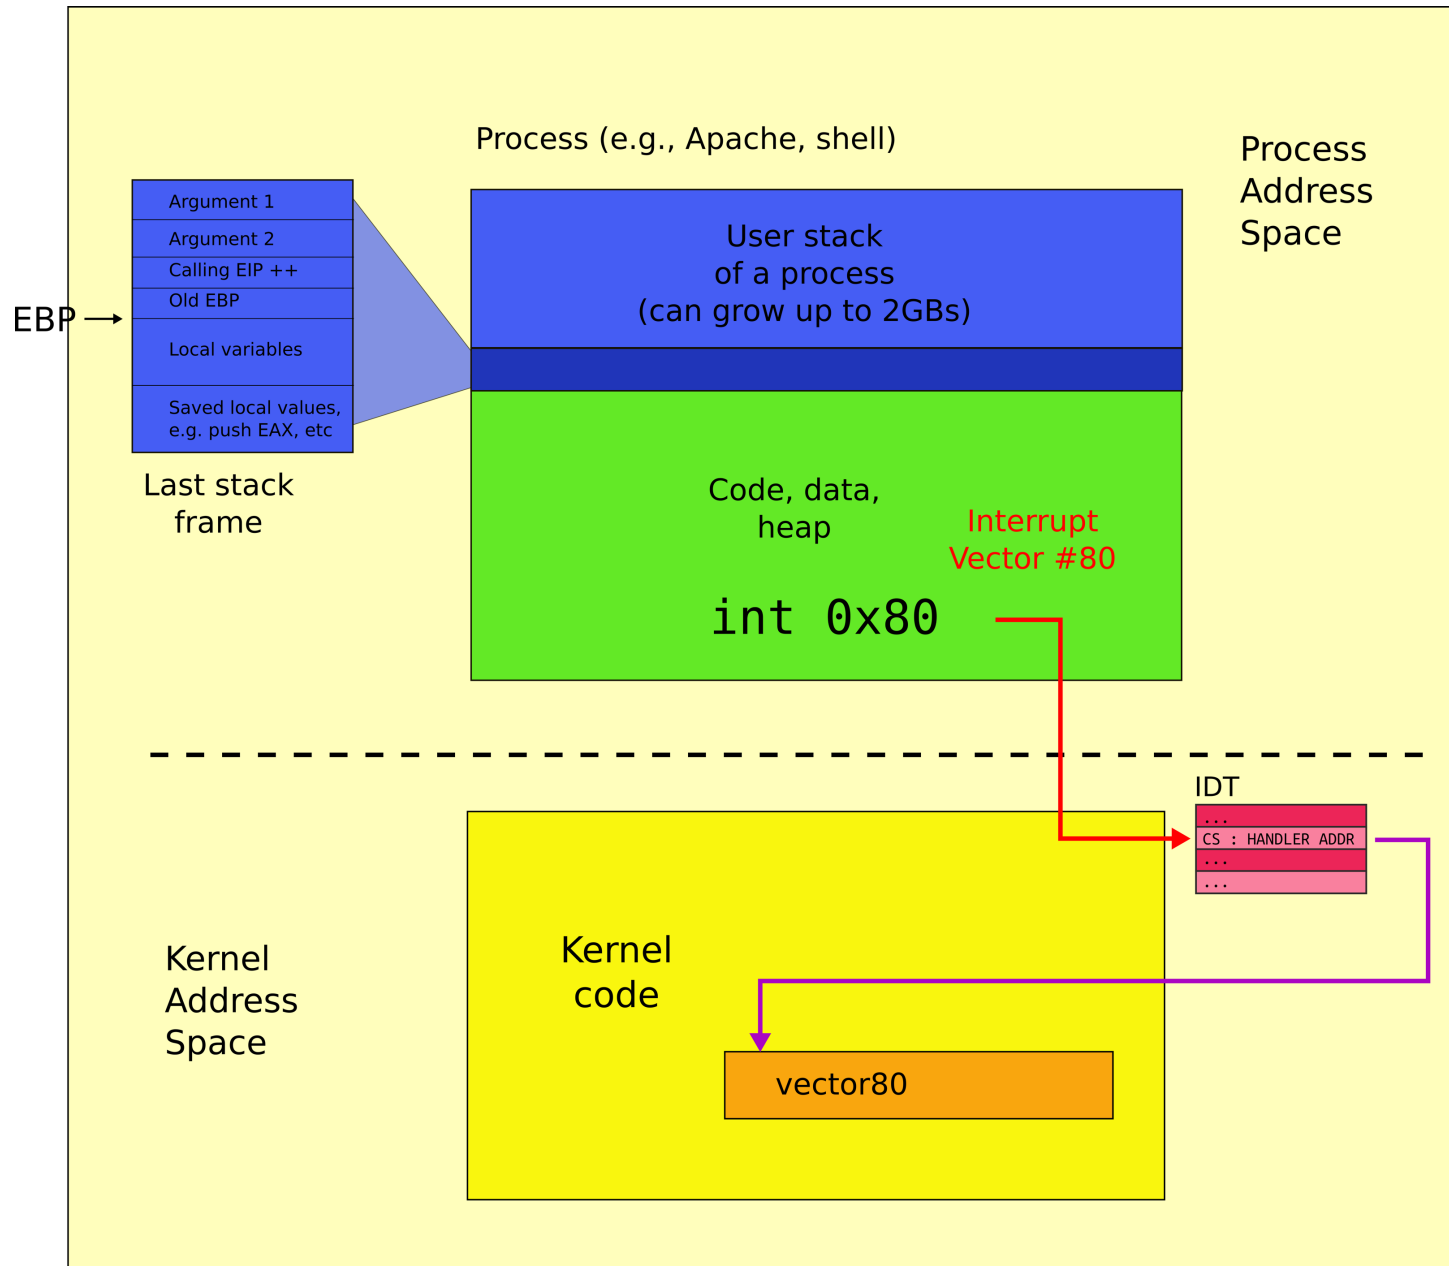 Process (e.g., Apache, shell)
Process
Address
Space
Argument 1
Argument 2
Calling EIP ++
Old EBP
EBP
Local variables
Saved local values,
e.g. push EAX, etc
Last stack
frame
User stack
of a process
(can grow up to 2GBs)
Code, data,
heap
Interrupt
Vector #80
int 0x80
IDT
...
CS : HANDLER ADDR
...
...
Kernel
Address
Space
Kernel
code
vector80